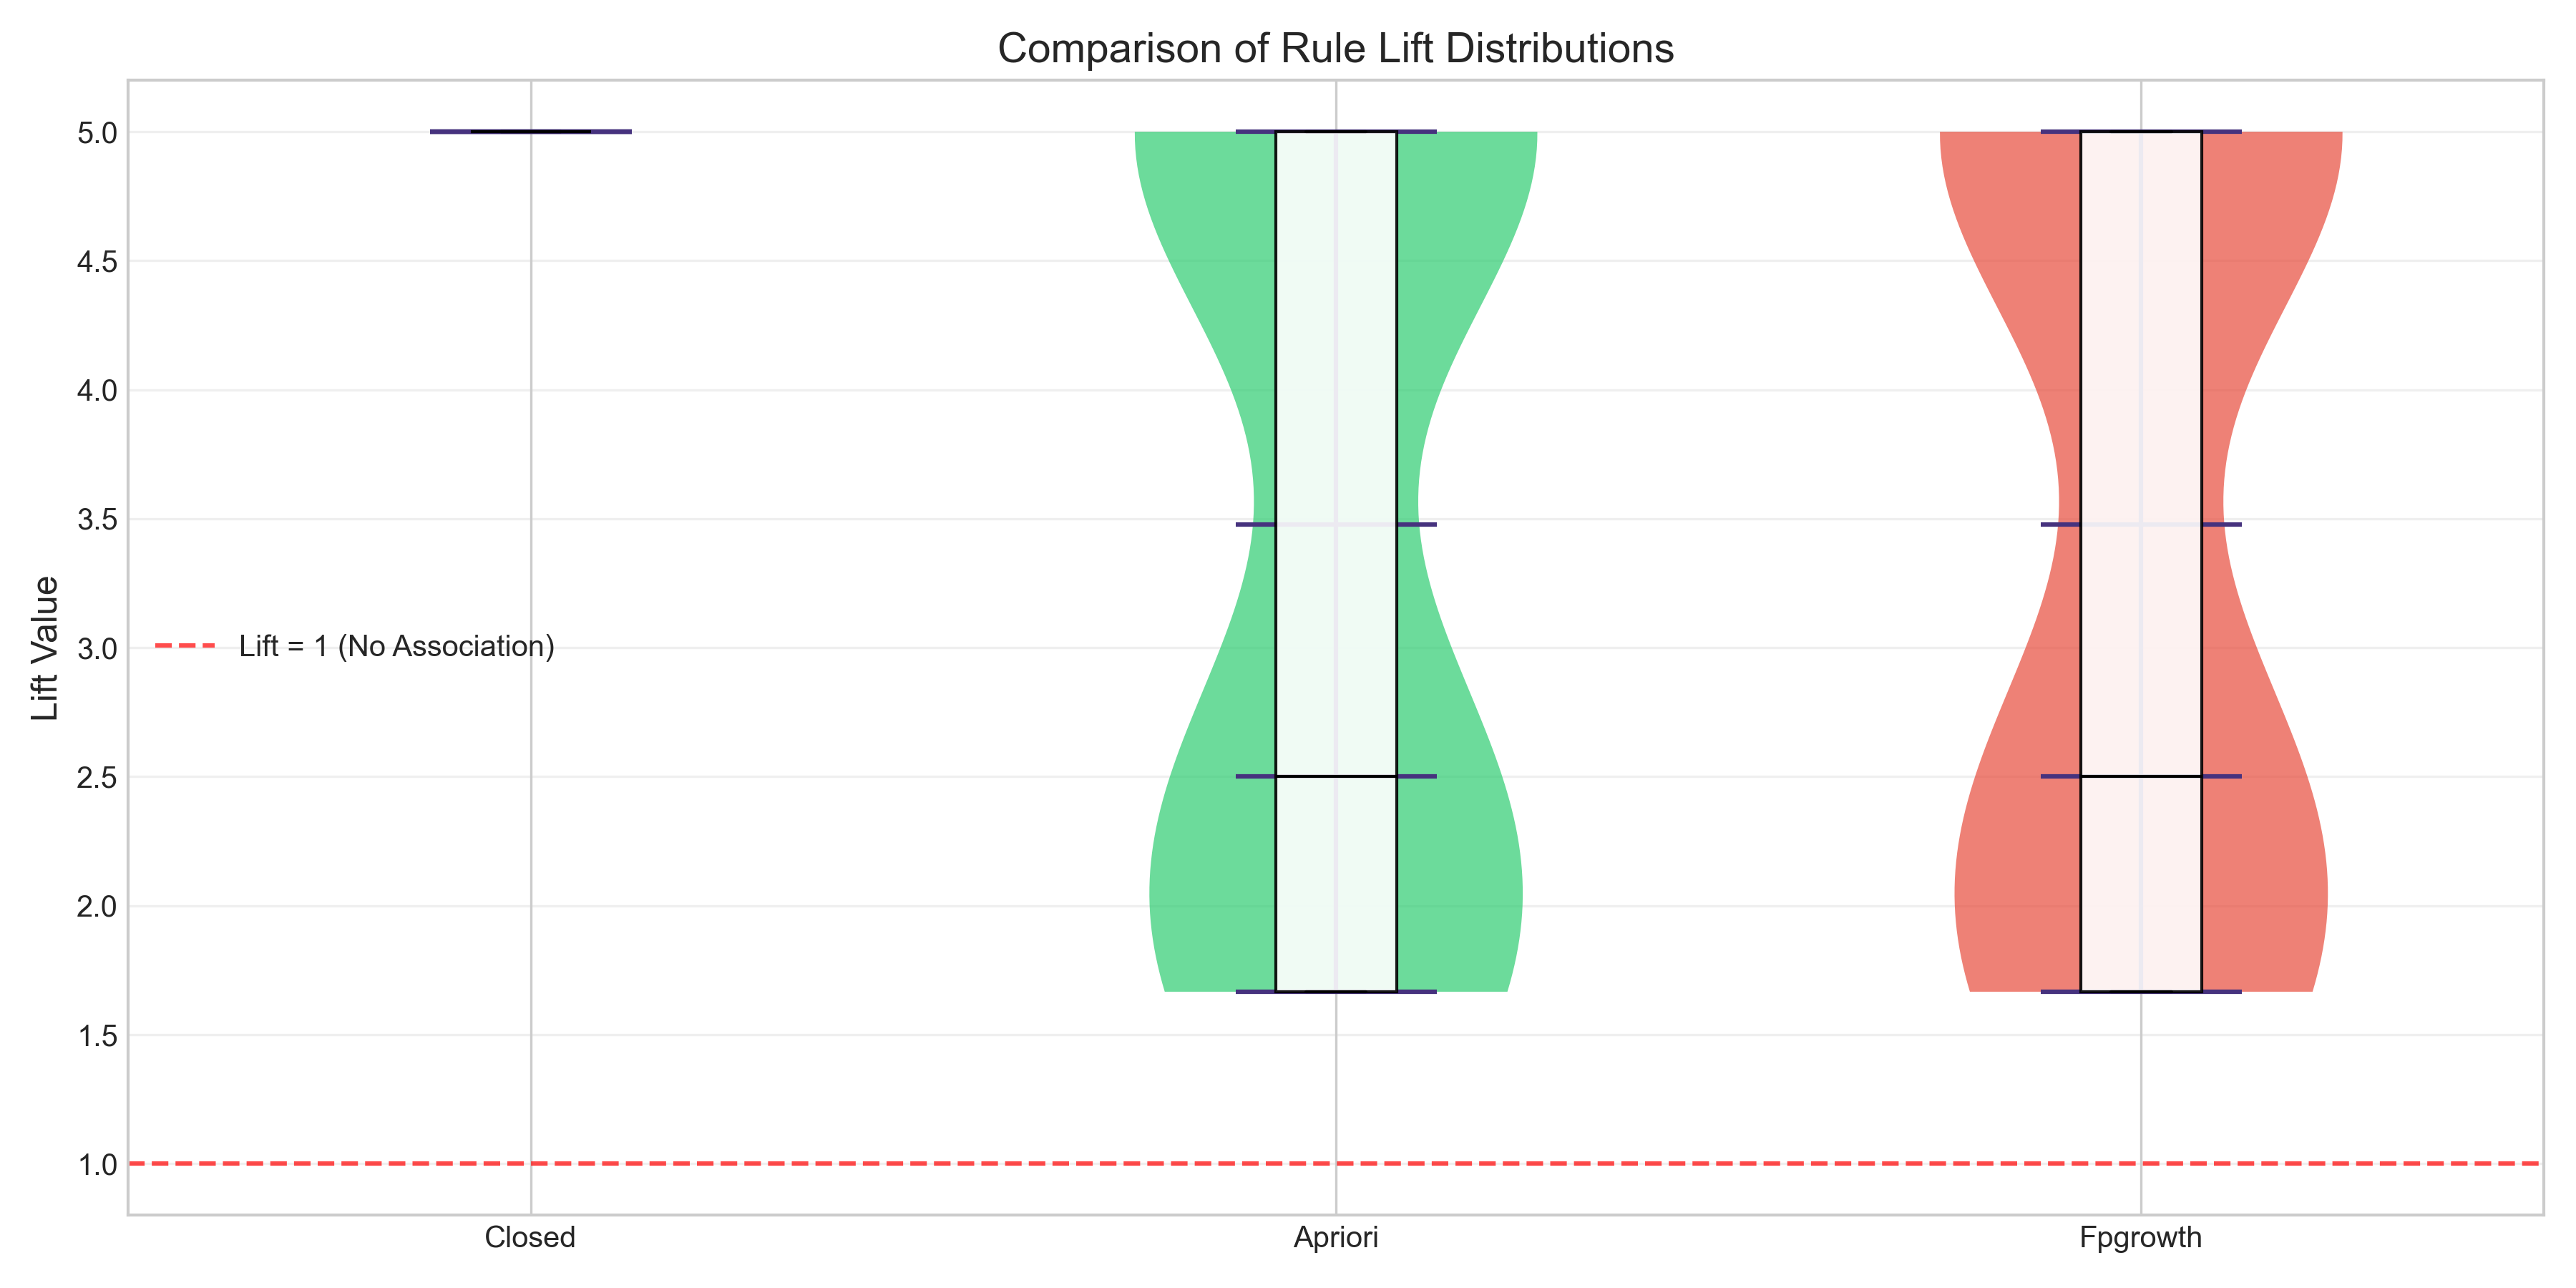 Comparison of Rule Lift Distributions
Lift Value
5.0
4.5
4.0
3.5
3.0
2.5
2.0
1.5
1.0
Lift = 1 (No Association)
Closed
Apriori
Fpgrowth